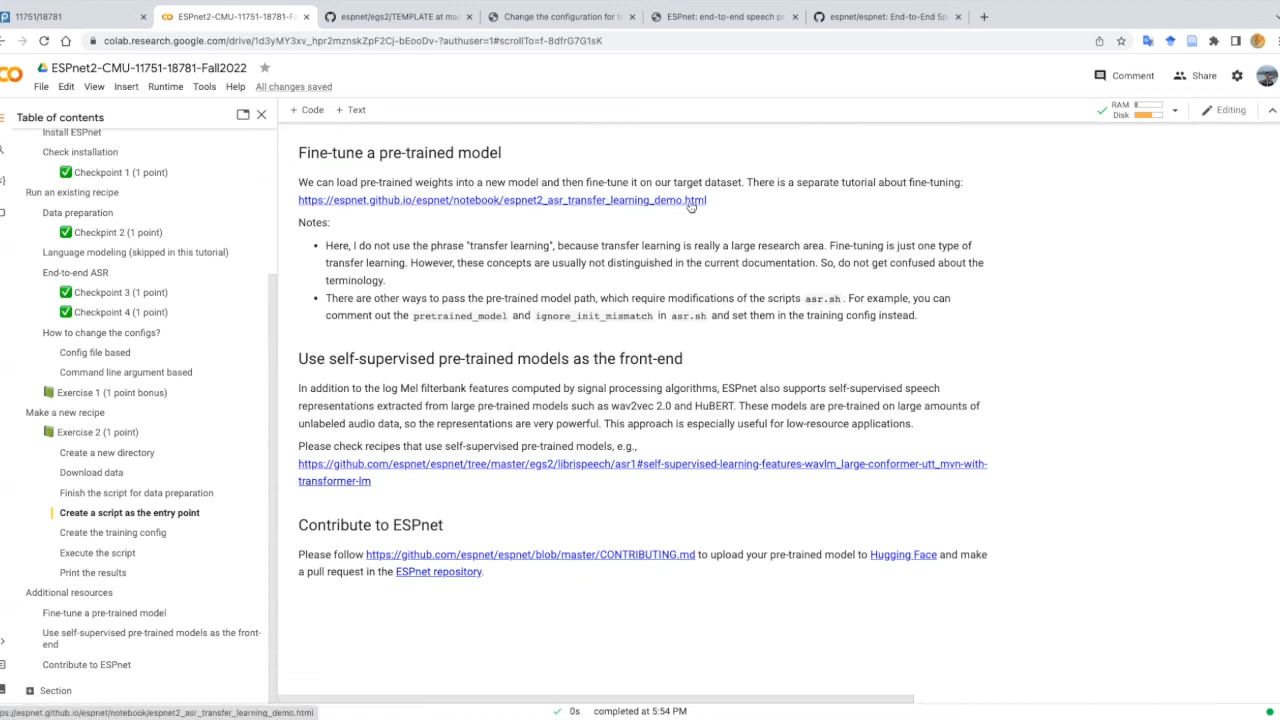 11751/18781
ESPnet2-CMU-11751-18781-Fall
espnet/egs2/TEMPLATE at mas
Change the configuration for t
ESPnet: end-to-end speech pr
espnet/espnet: End-to-End Sp
colab.research.google.com/drive/1d3yMY3xv_hpr2mznskZpF2Cj-bEooDv-?authuser=1#scrollTo=f-8dfrG7G1sK
ESPnet2-CMU-11751-18781-Fall2022
Comment
Share
File Edit View Insert Runtime Tools Help All changes saved
Table of contents
+ Code + Text
RAM
Disk
Editing
Install ESPnet
Check installation
✅ Checkpoint 1 (1 point)
Run an existing recipe
Data preparation
✅ Checkpint 2 (1 point)
Language modeling (skipped in this tutorial)
End-to-end ASR
✅ Checkpoint 3 (1 point)
✅ Checkpoint 4 (1 point)
How to change the configs?
Config file based
Command line argument based
📗 Exercise 1 (1 point bonus)
Make a new recipe
📗 Exercise 2 (1 point)
Create a new directory
Download data
Finish the script for data preparation
Create a script as the entry point
Create the training config
Execute the script
Print the results
Additional resources
Fine-tune a pre-trained model
Use self-supervised pre-trained models as the front-
end
Contribute to ESPnet
Section
Fine-tune a pre-trained model
We can load pre-trained weights into a new model and then fine-tune it on our target dataset. There is a separate tutorial about fine-tuning:
https://espnet.github.io/espnet/notebook/espnet2_asr_transfer_learning_demo.html
Notes:
• Here, I do not use the phrase "transfer learning", because transfer learning is really a large research area. Fine-tuning is just one type of
transfer learning. However, these concepts are usually not distinguished in the current documentation. So, do not get confused about the
terminology.
• There are other ways to pass the pre-trained model path, which require modifications of the scripts asr.sh. For example, you can
comment out the pretrained_model and ignore_init_mismatch in asr.sh and set them in the training config instead.
Use self-supervised pre-trained models as the front-end
In addition to the log Mel filterbank features computed by signal processing algorithms, ESPnet also supports self-supervised speech
representations extracted from large pre-trained models such as wav2vec 2.0 and HuBERT. These models are pre-trained on large amounts of
unlabeled audio data, so the representations are very powerful. This approach is especially useful for low-resource applications.
Please check recipes that use self-supervised pre-trained models, e.g.,
https://github.com/espnet/espnet/tree/master/egs2/librispeech/asr1#self-supervised-learning-features-wavlm_large-conformer-utt_mvn-with-
transformer-lm
Contribute to ESPnet
Please follow https://github.com/espnet/espnet/blob/master/CONTRIBUTING.md to upload your pre-trained model to Hugging Face and make
a pull request in the ESPnet repository.
ps://espnet.github.io/espnet/notebook/espnet2_asr_transfer_learning_demo.html
0s completed at 5:54 PM